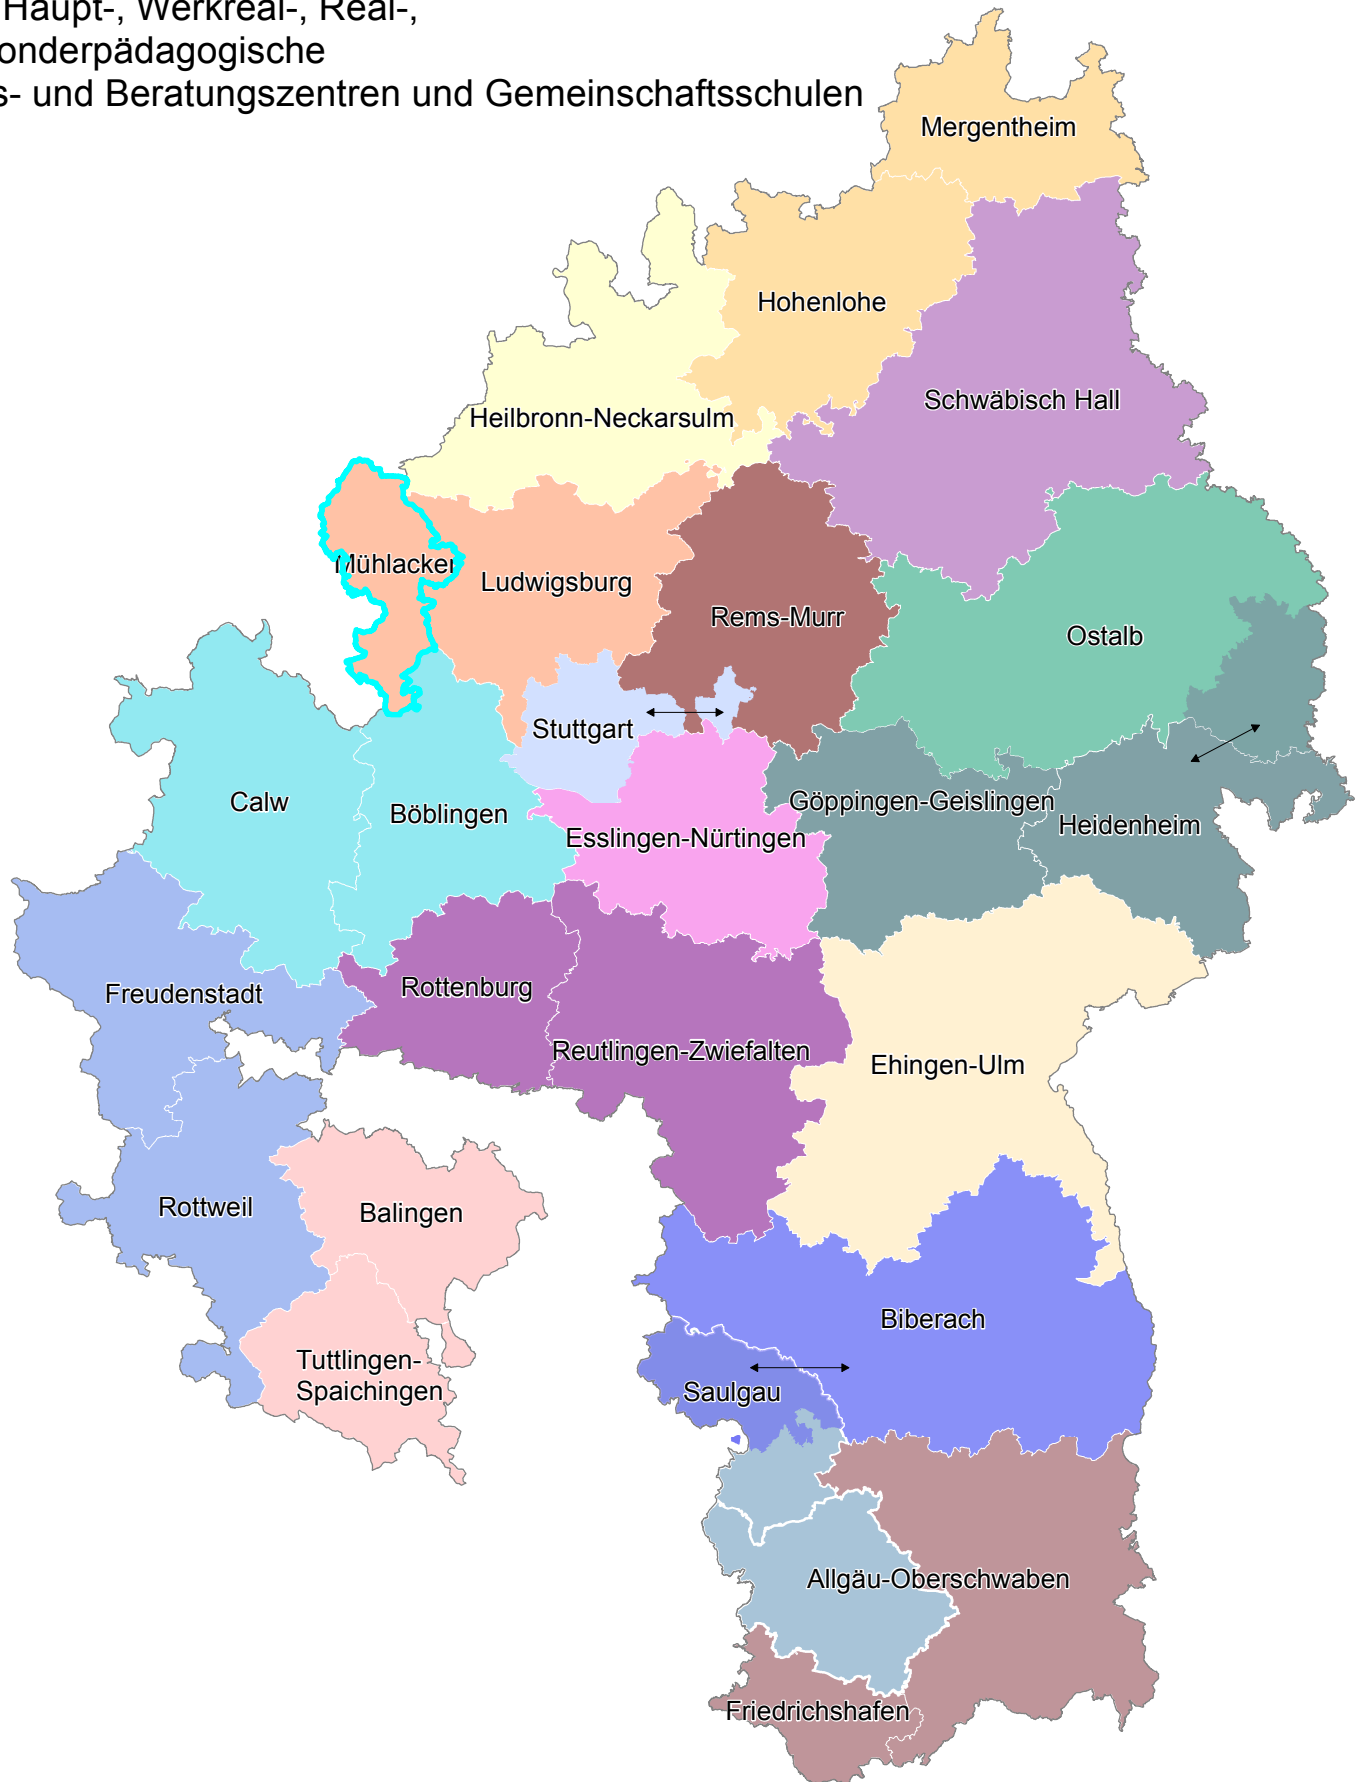 Haupt-, Werkreal-, Real-,
onderpädagogische
s- und Beratungszentren und Gemeinschaftsschulen
Mergentheim
Hohenlohe
Schwäbisch Hall
Heilbronn-Neckarsulm
Mühlacker
Ludwigsburg
Rems-Murr
Ostalb
Stuttgart
Calw
Böblingen
Göppingen-Geislingen
Esslingen-Nürtingen
Heidenheim
Freudenstadt
Rottenburg
Reutlingen-Zwiefalten
Ehingen-Ulm
Rottweil
Balingen
Biberach
Tuttlingen-
Spaichingen
Saulgau
Allgäu-Oberschwaben
Friedrichshafen